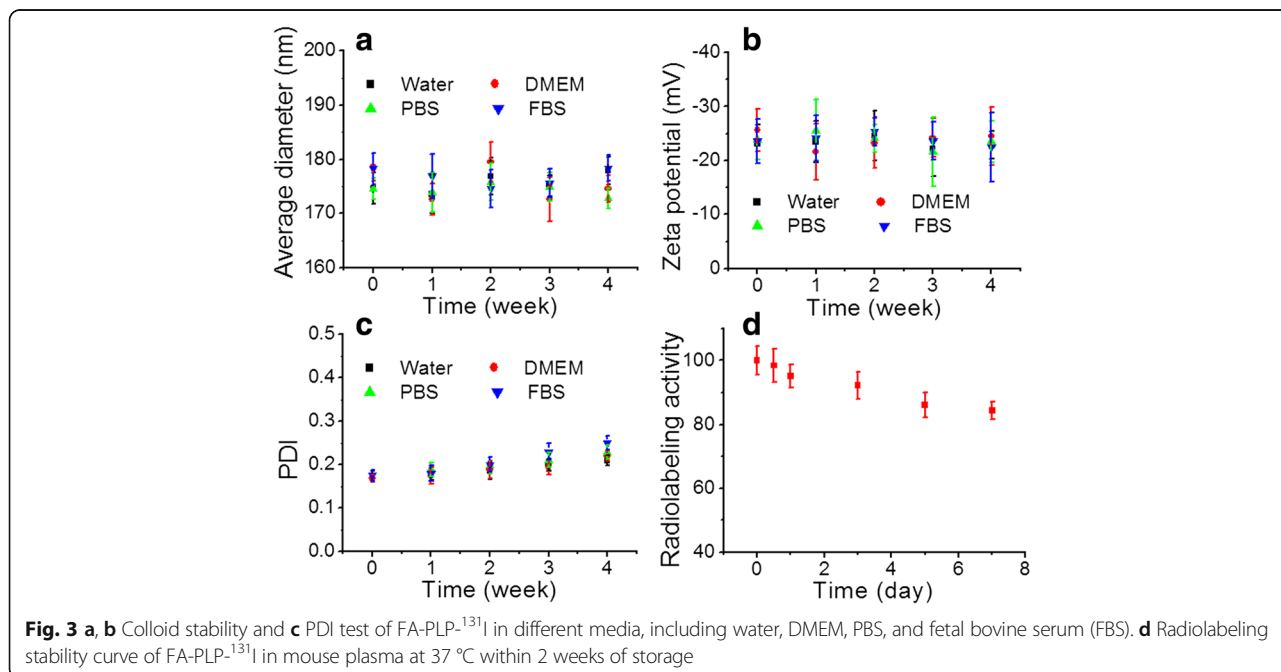 a
Average diameter (nm)
200
190
180
170
160
Water
DMEM
PBS
FBS
0 1 2 3 4
Time (week)
b
Zeta potential (mV)
-40
-30
-20
-10
0
Water
DMEM
PBS
FBS
0 1 2 3 4
Time (week)
c
PDI
0.5
0.4
0.3
0.2
0.1
0.0
Water
DMEM
PBS
FBS
0 1 2 3 4
Time (week)
d
Radiolabeling activity
100
80
60
40
0 2 4 6 8
Time (day)
Fig. 3 a, b Colloid stability and c PDI test of FA-PLP-¹³¹I in different media, including water, DMEM, PBS, and fetal bovine serum (FBS). d Radiolabeling
stability curve of FA-PLP-¹³¹I in mouse plasma at 37 °C within 2 weeks of storage